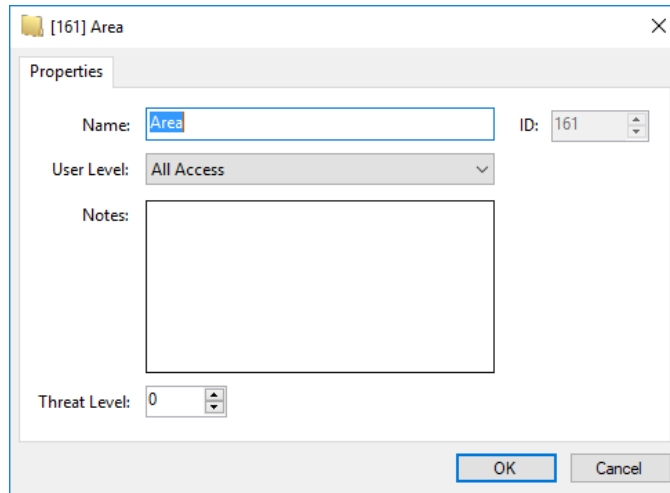 [161] Area
Properties
Name: Area ID: 161
User Level: All Access
Notes:
Threat Level: 0
OK Cancel